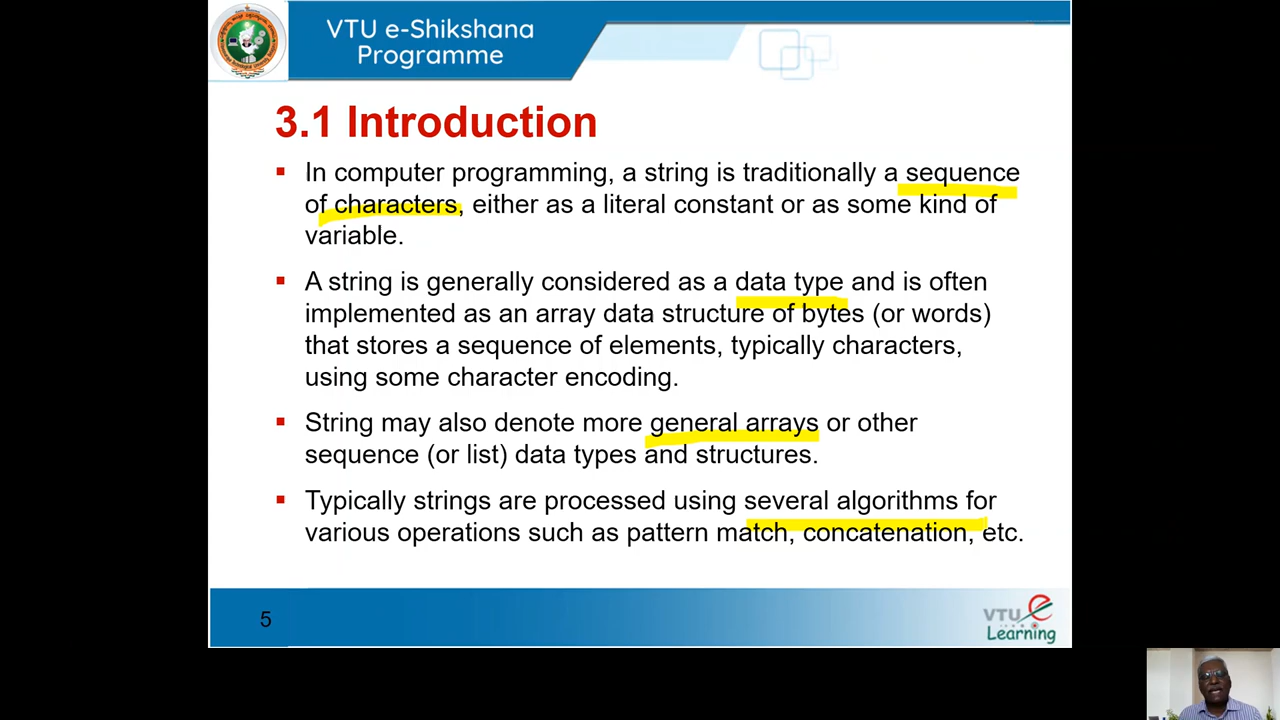 VTU e-Shikshana
Programme
3.1 Introduction
▪ In computer programming, a string is traditionally a sequence
of characters, either as a literal constant or as some kind of
variable.
▪ A string is generally considered as a data type and is often
implemented as an array data structure of bytes (or words)
that stores a sequence of elements, typically characters,
using some character encoding.
▪ String may also denote more general arrays or other
sequence (or list) data types and structures.
▪ Typically strings are processed using several algorithms for
various operations such as pattern match, concatenation, etc.
5
VTU e
Learning